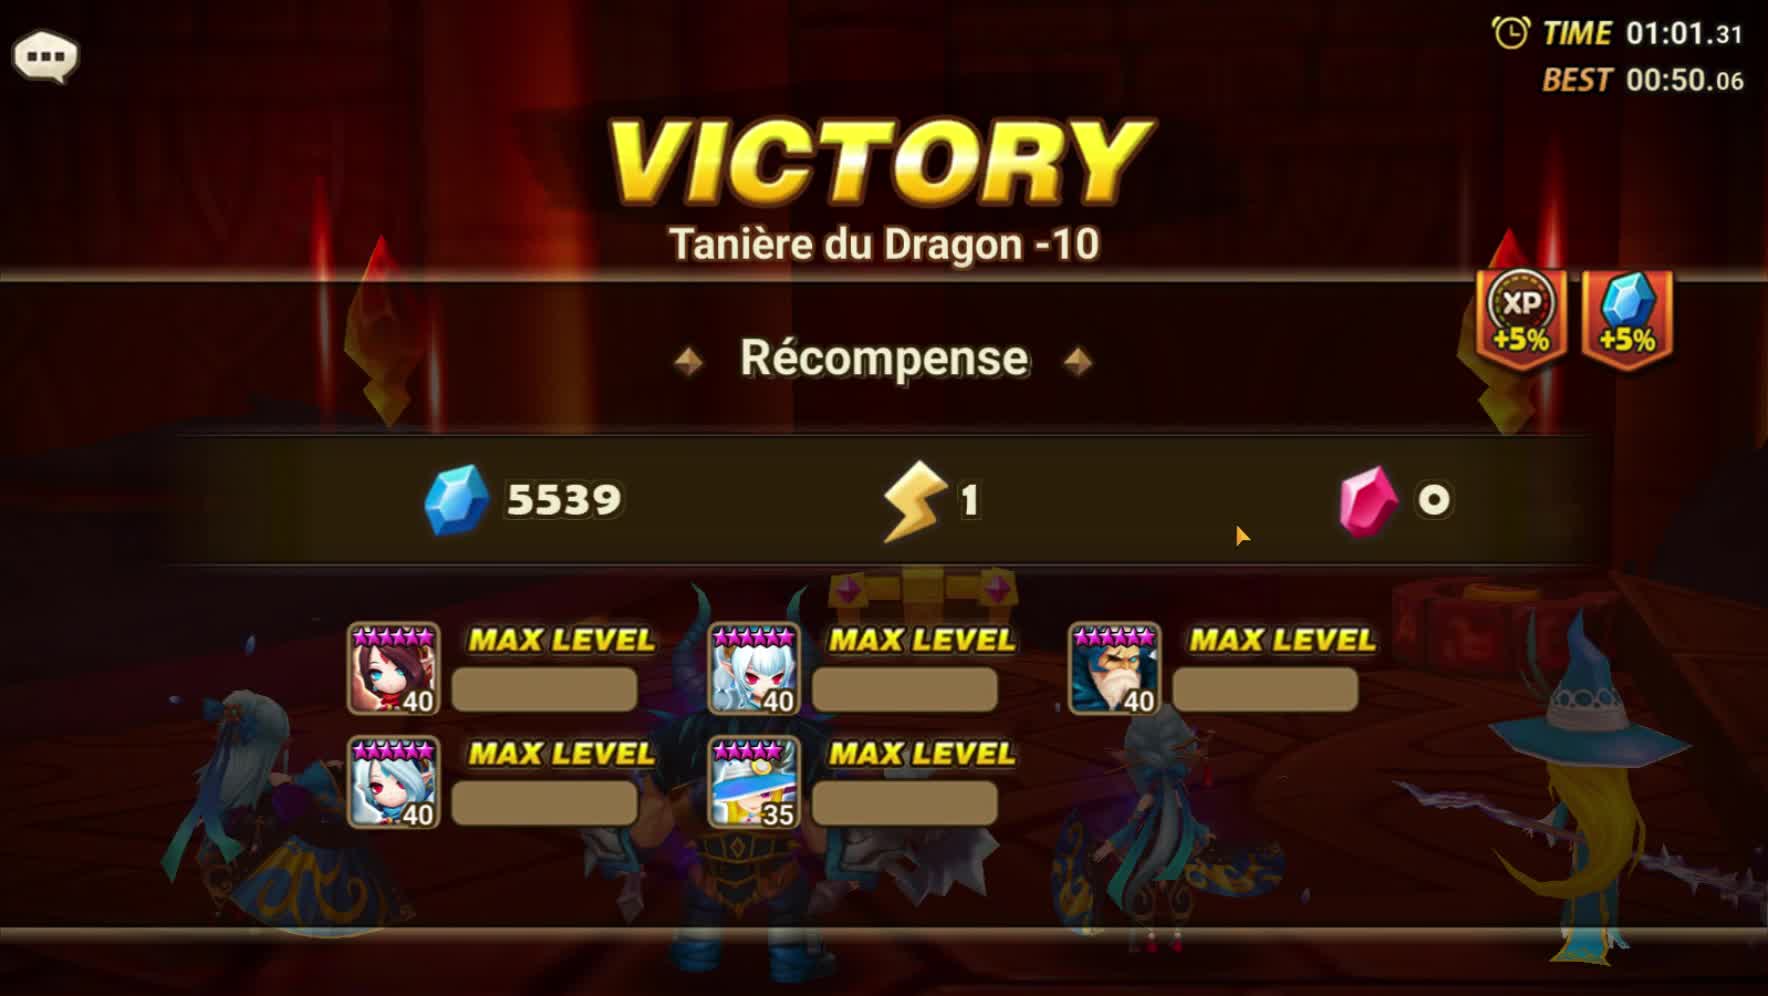 TIME 01:01.31
BEST 00:50.06
VICTORY
Tanière du Dragon -10
XP +5% +5%
Récompense
5539 1 0
40 MAX LEVEL 40 MAX LEVEL 40 MAX LEVEL
40 MAX LEVEL 35 MAX LEVEL